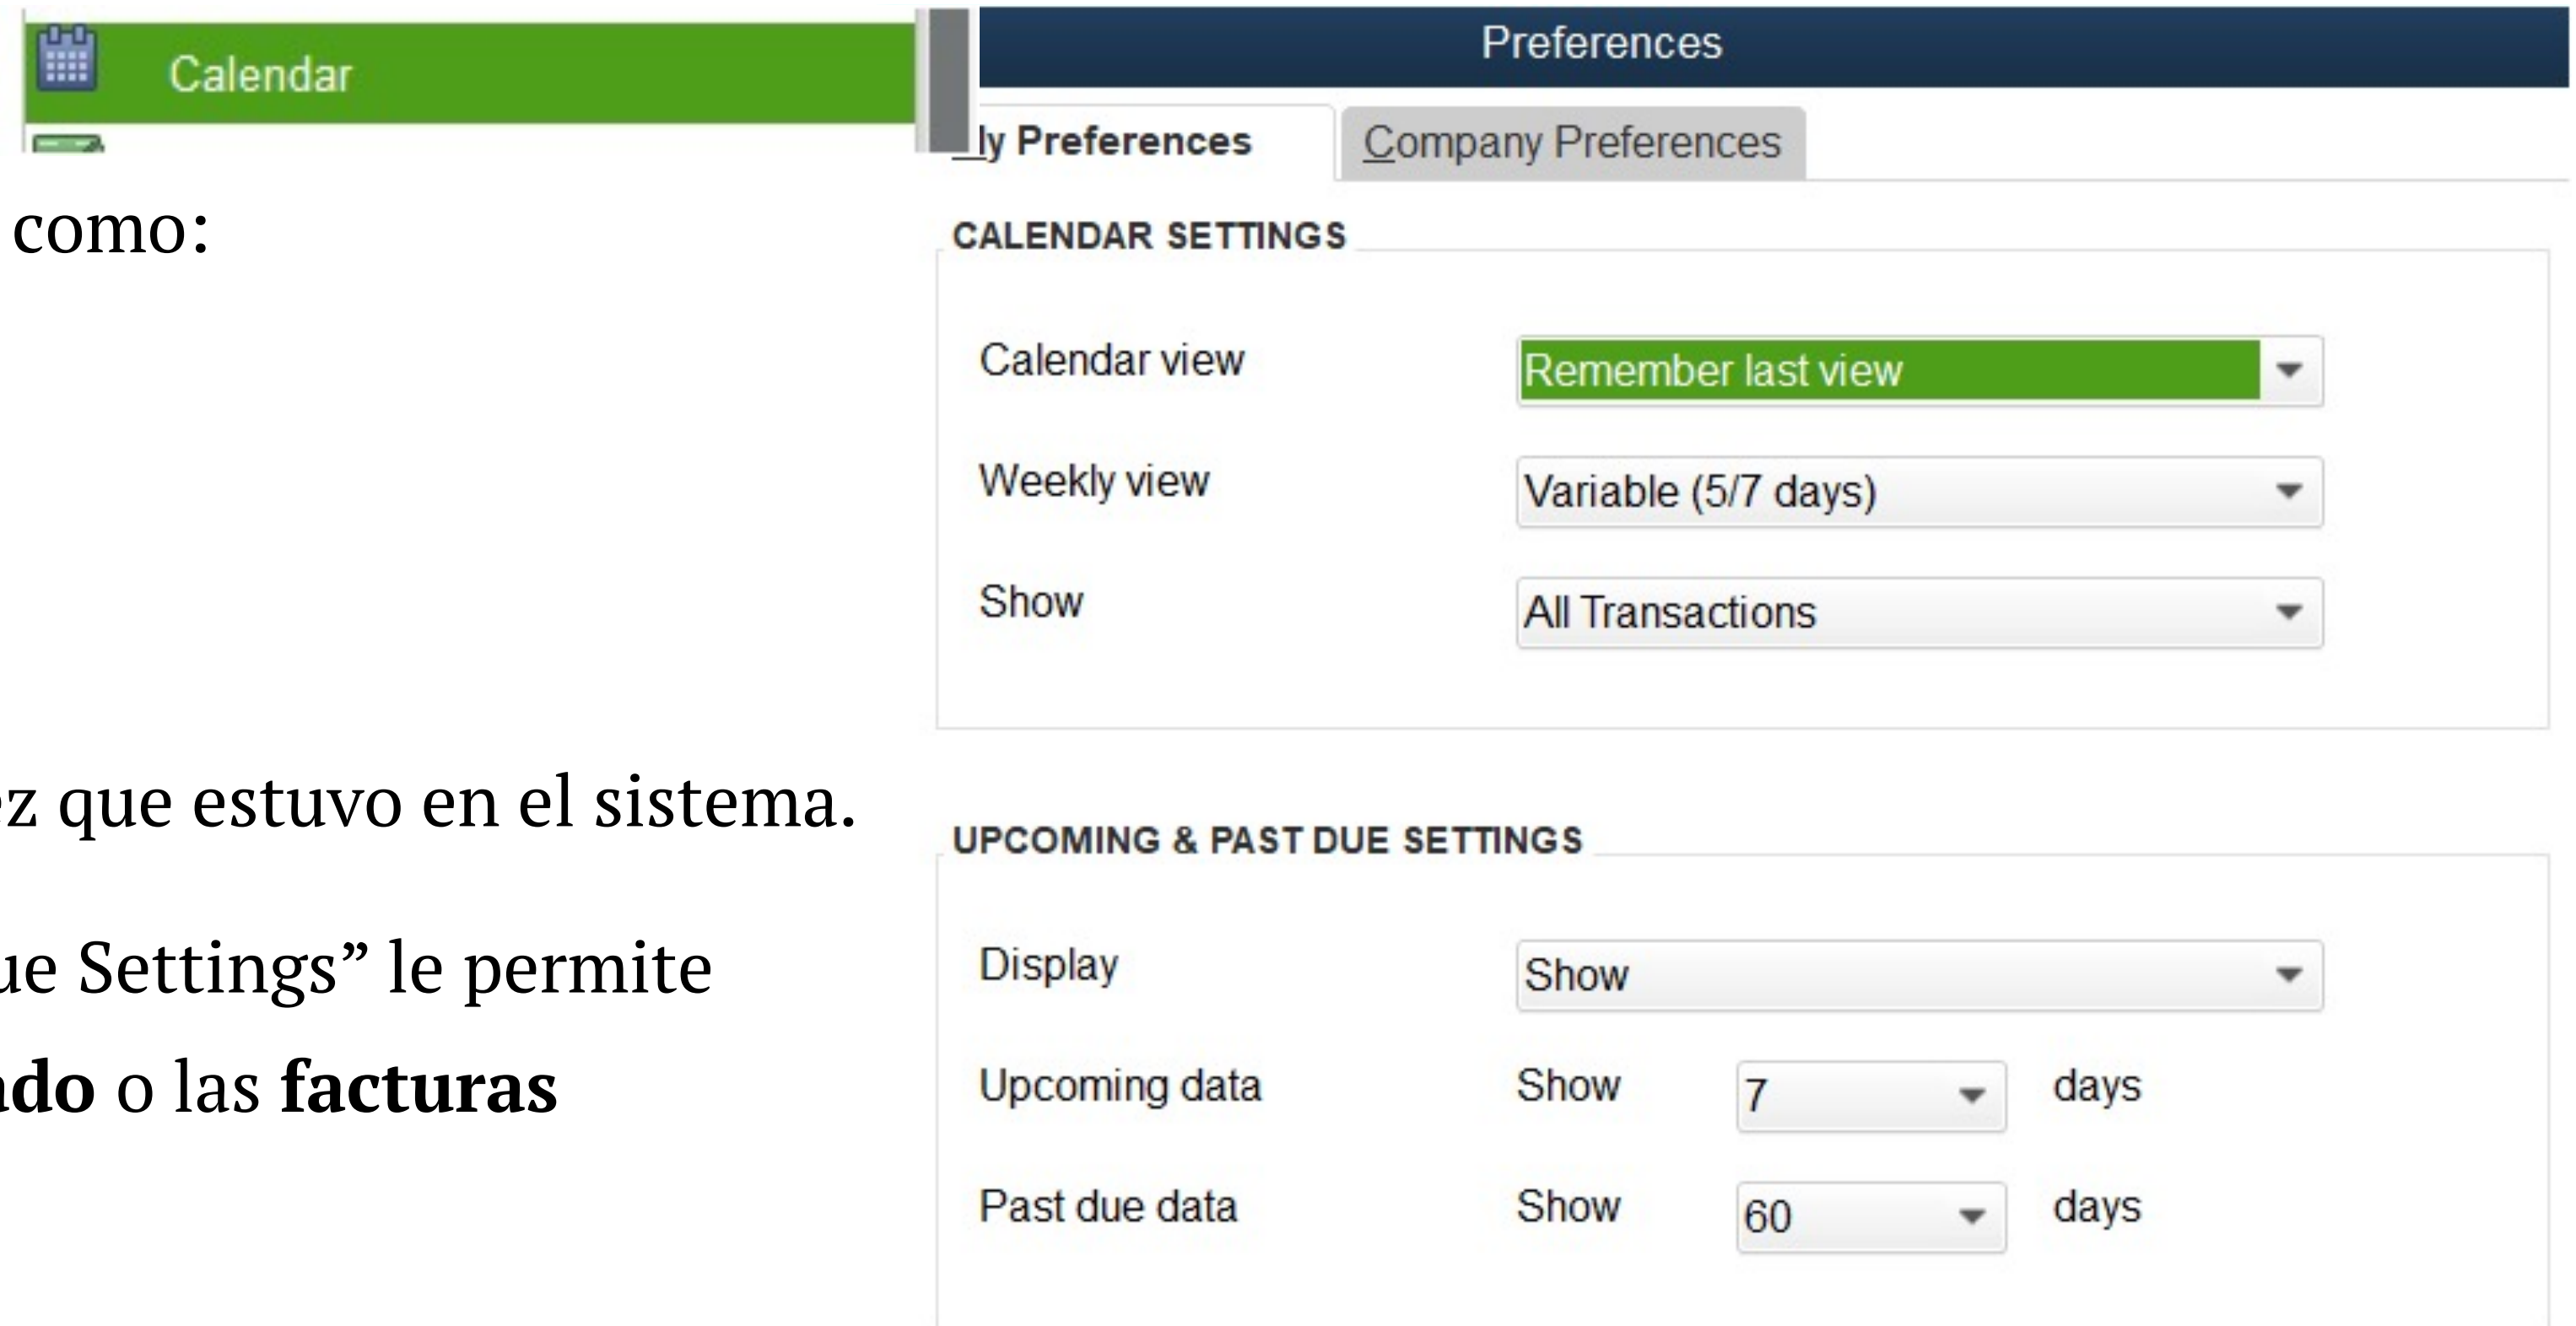 Calendar
como:
ez que estuvo en el sistema.
ue Settings” le permite
ado o las facturas
Preferences
y Preferences
Company Preferences
CALENDAR SETTINGS
Calendar view Remember last view
Weekly view Variable (5/7 days)
Show All Transactions
UPCOMING & PAST DUE SETTINGS
Display Show
Upcoming data Show 7 days
Past due data Show 60 days